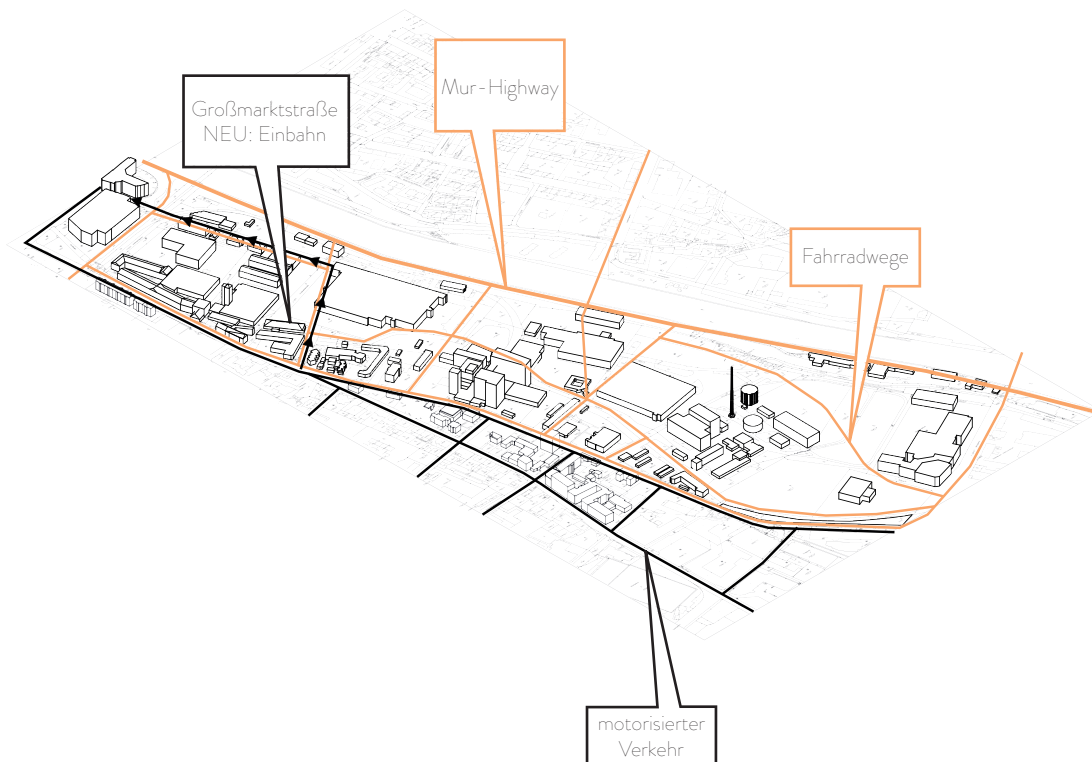 Mur-Highway
Großmarktstraße
NEU: Einbahn
Fahrradwege
motorisierter
Verkehr